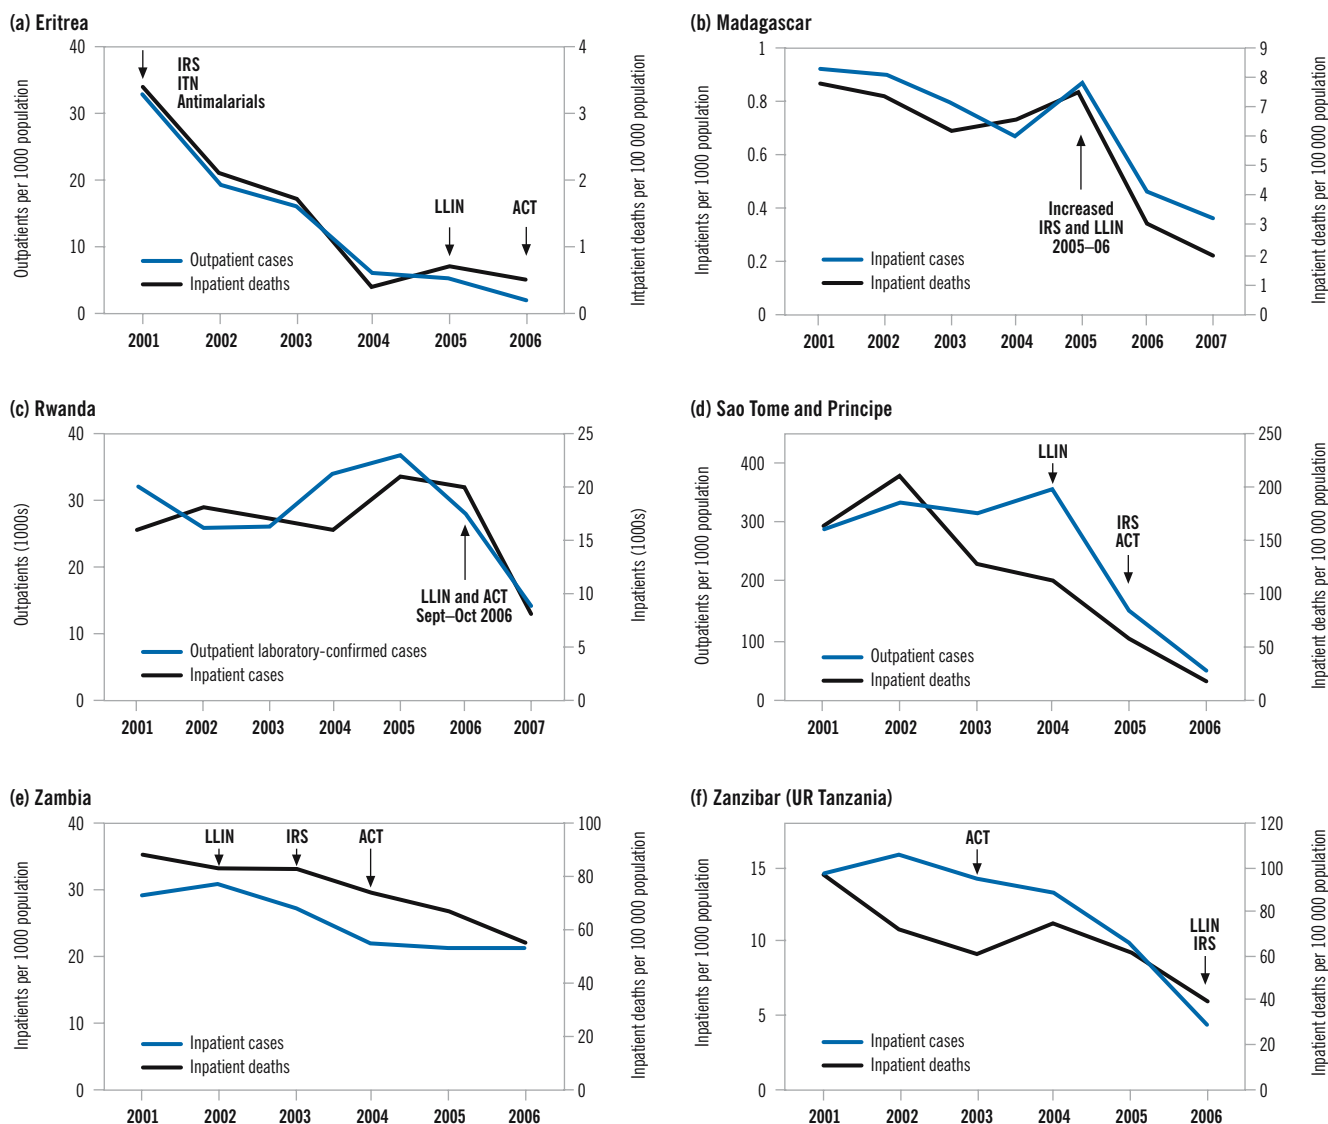 (a) Eritrea
Outpatients per 1000 population
40
30
20
10
0
IRS
ITN
Antimalarials
LLIN
ACT
Outpatient cases
Inpatient deaths
4
3
2
1
0
Intpatient deaths per 100 000 population
2001 2002 2003 2004 2005 2006
(b) Madagascar
Inpatients per 1000 population
1
0.8
0.6
0.4
0.2
0
Increased
IRS and LLIN
2005–06
Inpatient cases
Inpatient deaths
9
8
7
6
5
4
3
2
1
0
Inpatient deaths per 100 000 population
2001 2002 2003 2004 2005 2006 2007
(c) Rwanda
Outpatients (1000s)
40
30
20
10
0
LLIN and ACT
Sept–Oct 2006
Outpatient laboratory-confirmed cases
Inpatient cases
25
20
15
10
5
0
Inpatients (1000s)
2001 2002 2003 2004 2005 2006 2007
(d) Sao Tome and Principe
Outpatients per 1000 population
400
300
200
100
0
LLIN
IRS
ACT
Outpatient cases
Inpatient deaths
250
200
150
100
50
0
Inpatient deaths per 100 000 population
2001 2002 2003 2004 2005 2006
(e) Zambia
Inpatients per 1000 population
40
30
20
10
0
LLIN
IRS
ACT
Inpatient cases
Inpatient deaths
100
80
60
40
20
0
Inpatient deaths per 100 000 population
2001 2002 2003 2004 2005 2006
(f) Zanzibar (UR Tanzania)
Inpatients per 1000 population
15
10
5
0
ACT
LLIN
IRS
Inpatient cases
Inpatient deaths
120
100
80
60
40
20
0
Inpatient deaths per 100 000 population
2001 2002 2003 2004 2005 2006